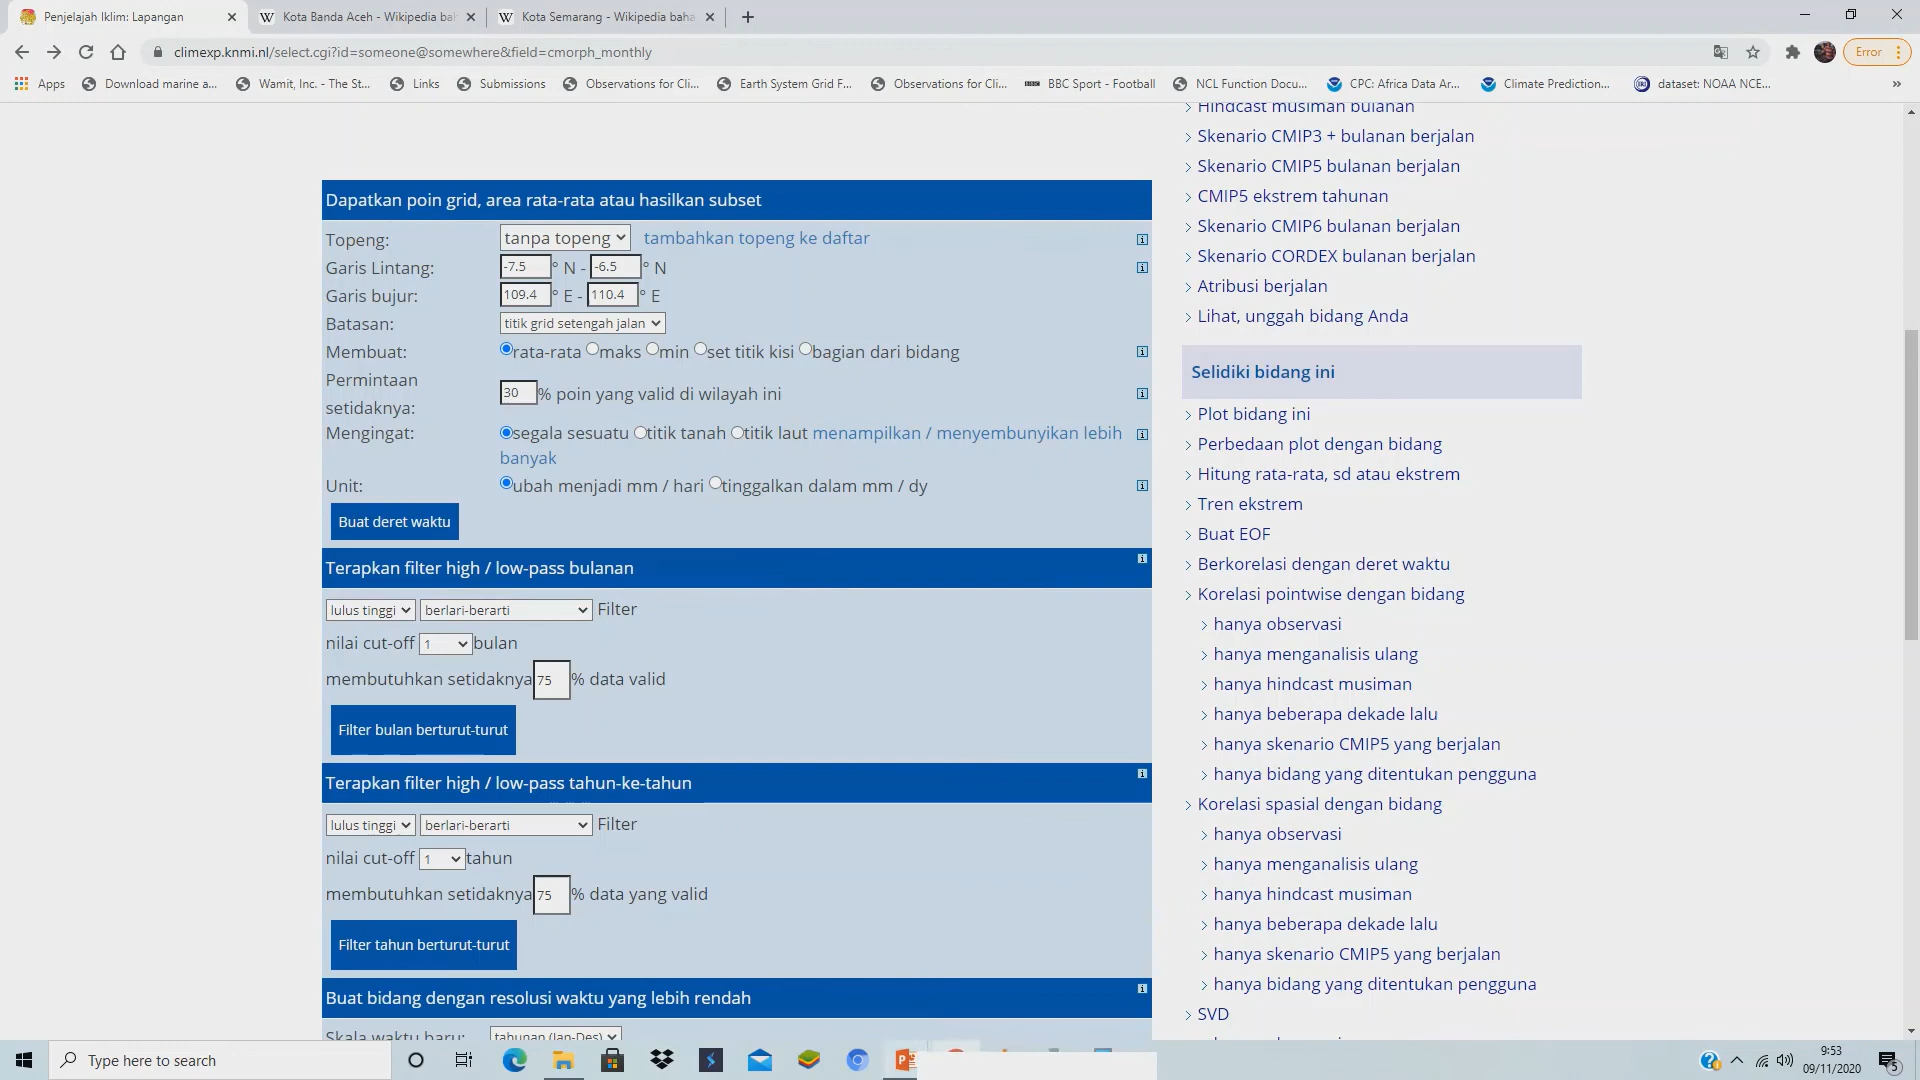 Penjelajah Iklim: Lapangan
Kota Banda Aceh - Wikipedia bah
Kota Semarang - Wikipedia baha
climexp.knmi.nl/select.cgi?id=someone@somewhere&field=cmorph_monthly
Error
Apps
Download marine a...
Wamit, Inc. - The St...
Links
Submissions
Observations for Cli...
Earth System Grid F...
Observations for Cli...
BBC Sport - Football
NCL Function Docu...
CPC: Africa Data Ar...
Climate Prediction...
dataset: NOAA NCE...
»
Dapatkan poin grid, area rata-rata atau hasilkan subset
Topeng: tanpa topeng tambahkan topeng ke daftar
Garis Lintang: -7.5 ° N - -6.5 ° N
Garis bujur: 109.4 ° E - 110.4 ° E
Batasan: titik grid setengah jalan
Membuat: rata-rata maks min set titik kisi bagian dari bidang
Permintaan
setidaknya:
30 % poin yang valid di wilayah ini
Mengingat: segala sesuatu titik tanah titik laut menampilkan / menyembunyikan lebih
banyak
Unit: ubah menjadi mm / hari tinggalkan dalam mm / dy
Buat deret waktu
Terapkan filter high / low-pass bulanan
lulus tinggi berlari-berarti Filter
nilai cut-off 1 bulan
membutuhkan setidaknya 75 % data valid
Filter bulan berturut-turut
Terapkan filter high / low-pass tahun-ke-tahun
lulus tinggi berlari-berarti Filter
nilai cut-off 1 tahun
membutuhkan setidaknya 75 % data yang valid
Filter tahun berturut-turut
Buat bidang dengan resolusi waktu yang lebih rendah
Skala waktu baru: tahunan (Jan-Des)
Hindcast musiman bulanan
Skenario CMIP3 + bulanan berjalan
Skenario CMIP5 bulanan berjalan
CMIP5 ekstrem tahunan
Skenario CMIP6 bulanan berjalan
Skenario CORDEX bulanan berjalan
Atribusi berjalan
Lihat, unggah bidang Anda
Selidiki bidang ini
Plot bidang ini
Perbedaan plot dengan bidang
Hitung rata-rata, sd atau ekstrem
Tren ekstrem
Buat EOF
Berkorelasi dengan deret waktu
Korelasi pointwise dengan bidang
hanya observasi
hanya menganalisis ulang
hanya hindcast musiman
hanya beberapa dekade lalu
hanya skenario CMIP5 yang berjalan
hanya bidang yang ditentukan pengguna
Korelasi spasial dengan bidang
hanya observasi
hanya menganalisis ulang
hanya hindcast musiman
hanya beberapa dekade lalu
hanya skenario CMIP5 yang berjalan
hanya bidang yang ditentukan pengguna
SVD
Type here to search
9:53
09/11/2020
5